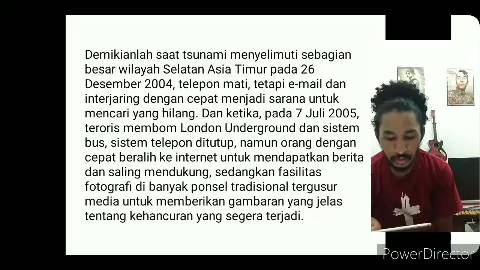 Demikianlah saat tsunami menyelimuti sebagian
besar wilayah Selatan Asia Timur pada 26
Desember 2004, telepon mati, tetapi e-mail dan
interjaring dengan cepat menjadi sarana untuk
mencari yang hilang. Dan ketika, pada 7 Juli 2005,
teroris membom London Underground dan sistem
bus, sistem telepon ditutup, namun orang dengan
cepat beralih ke internet untuk mendapatkan berita
dan saling mendukung, sedangkan fasilitas
fotografi di banyak ponsel tradisional tergusur
media untuk memberikan gambaran yang jelas
tentang kehancuran yang segera terjadi.
PowerDirector